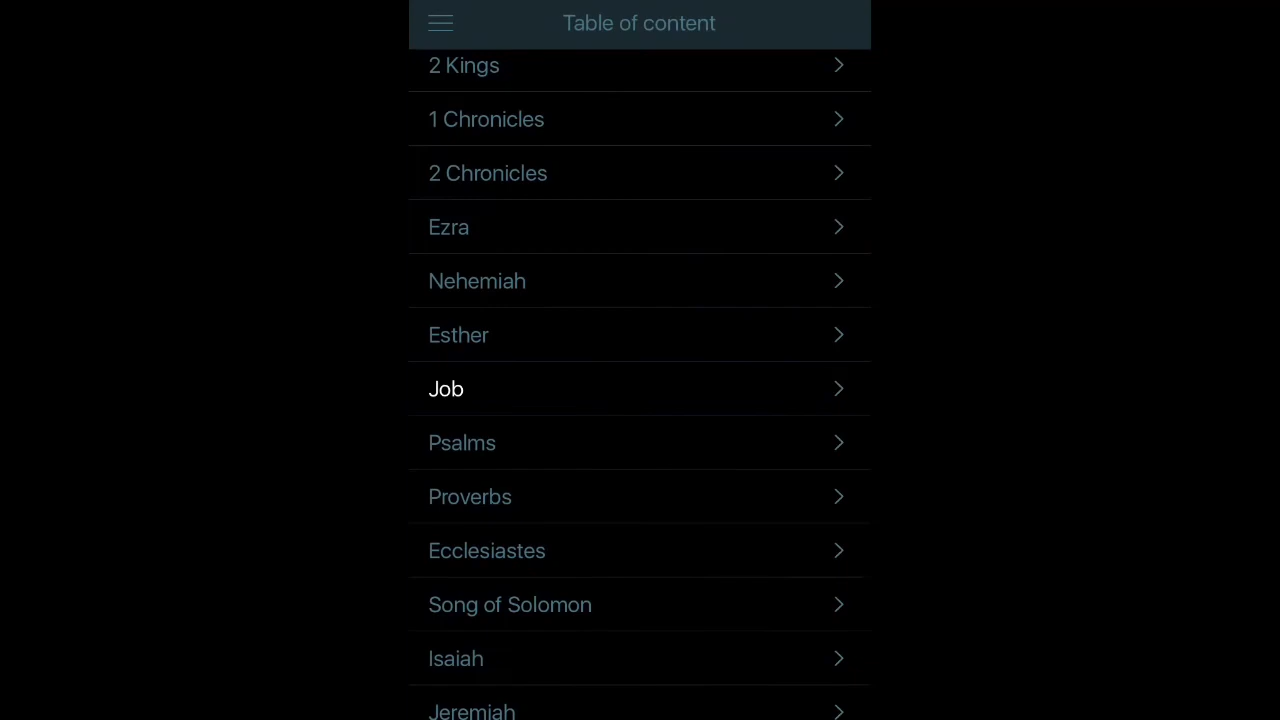 Table of content
2 Kings
1 Chronicles
2 Chronicles
Ezra
Nehemiah
Esther
Job
Psalms
Proverbs
Ecclesiastes
Song of Solomon
Isaiah
Jeremiah